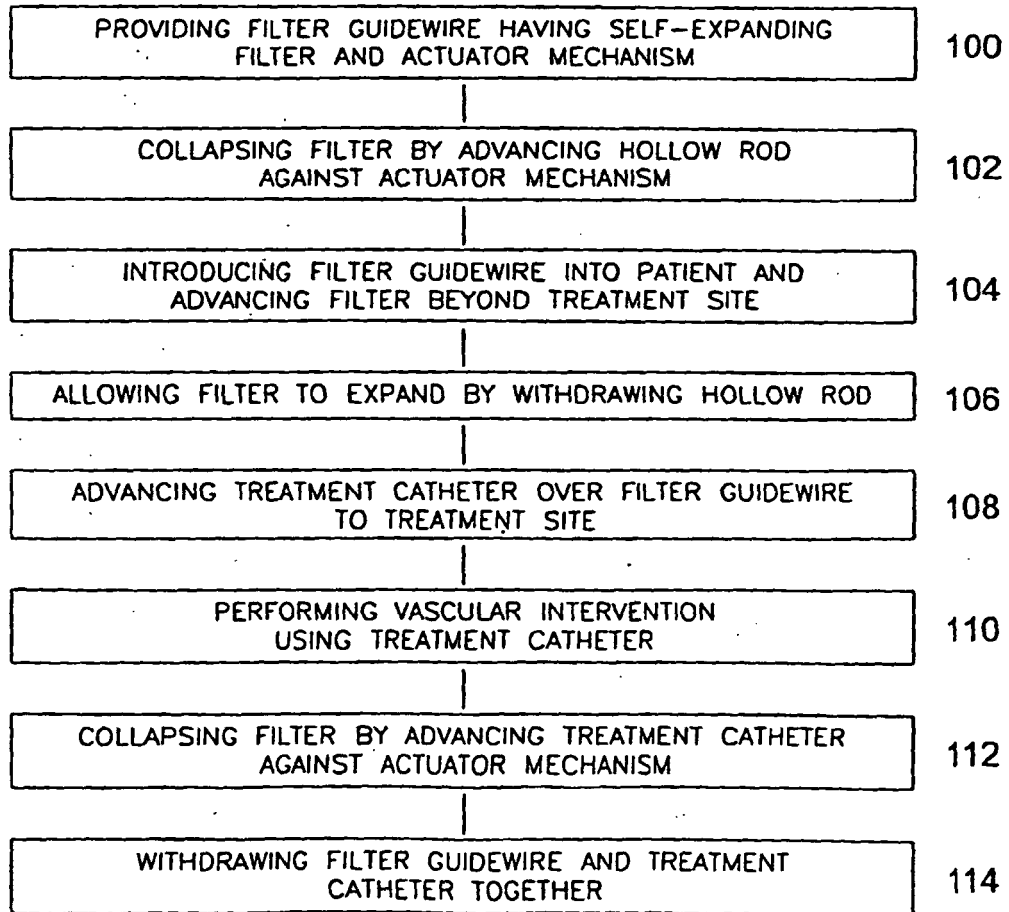 PROVIDING FILTER GUIDEWIRE HAVING SELF-EXPANDING
FILTER AND ACTUATOR MECHANISM
100
COLLAPSING FILTER BY ADVANCING HOLLOW ROD
AGAINST ACTUATOR MECHANISM
102
INTRODUCING FILTER GUIDEWIRE INTO PATIENT AND
ADVANCING FILTER BEYOND TREATMENT SITE
104
ALLOWING FILTER TO EXPAND BY WITHDRAWING HOLLOW ROD
106
ADVANCING TREATMENT CATHETER OVER FILTER GUIDEWIRE
TO TREATMENT SITE
108
PERFORMING VASCULAR INTERVENTION
USING TREATMENT CATHETER
110
COLLAPSING FILTER BY ADVANCING TREATMENT CATHETER
AGAINST ACTUATOR MECHANISM
112
WITHDRAWING FILTER GUIDEWIRE AND TREATMENT
CATHETER TOGETHER
114